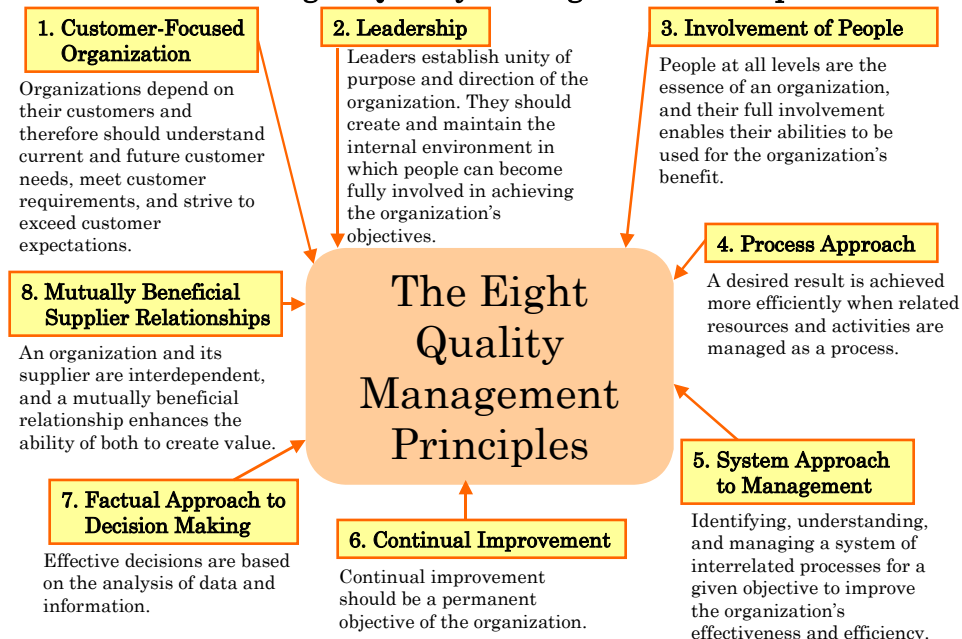 1. Customer-Focused
Organization
Organizations depend on
their customers and
therefore should understand
current and future customer
needs, meet customer
requirements, and strive to
exceed customer
expectations.
2. Leadership
Leaders establish unity of
purpose and direction of the
organization. They should
create and maintain the
internal environment in
which people can become
fully involved in achieving
the organization's
objectives.
3. Involvement of People
People at all levels are the
essence of an organization,
and their full involvement
enables their abilities to be
used for the organization's
benefit.
4. Process Approach
A desired result is achieved
more efficiently when related
resources and activities are
managed as a process.
The Eight
Quality
Management
Principles
5. System Approach
to Management
Identifying, understanding,
and managing a system of
interrelated processes for a
given objective to improve
the organization's
effectiveness and efficiency.
6. Continual Improvement
Continual improvement
should be a permanent
objective of the organization.
7. Factual Approach to
Decision Making
Effective decisions are based
on the analysis of data and
information.
8. Mutually Beneficial
Supplier Relationships
An organization and its
supplier are interdependent,
and a mutually beneficial
relationship enhances the
ability of both to create value.